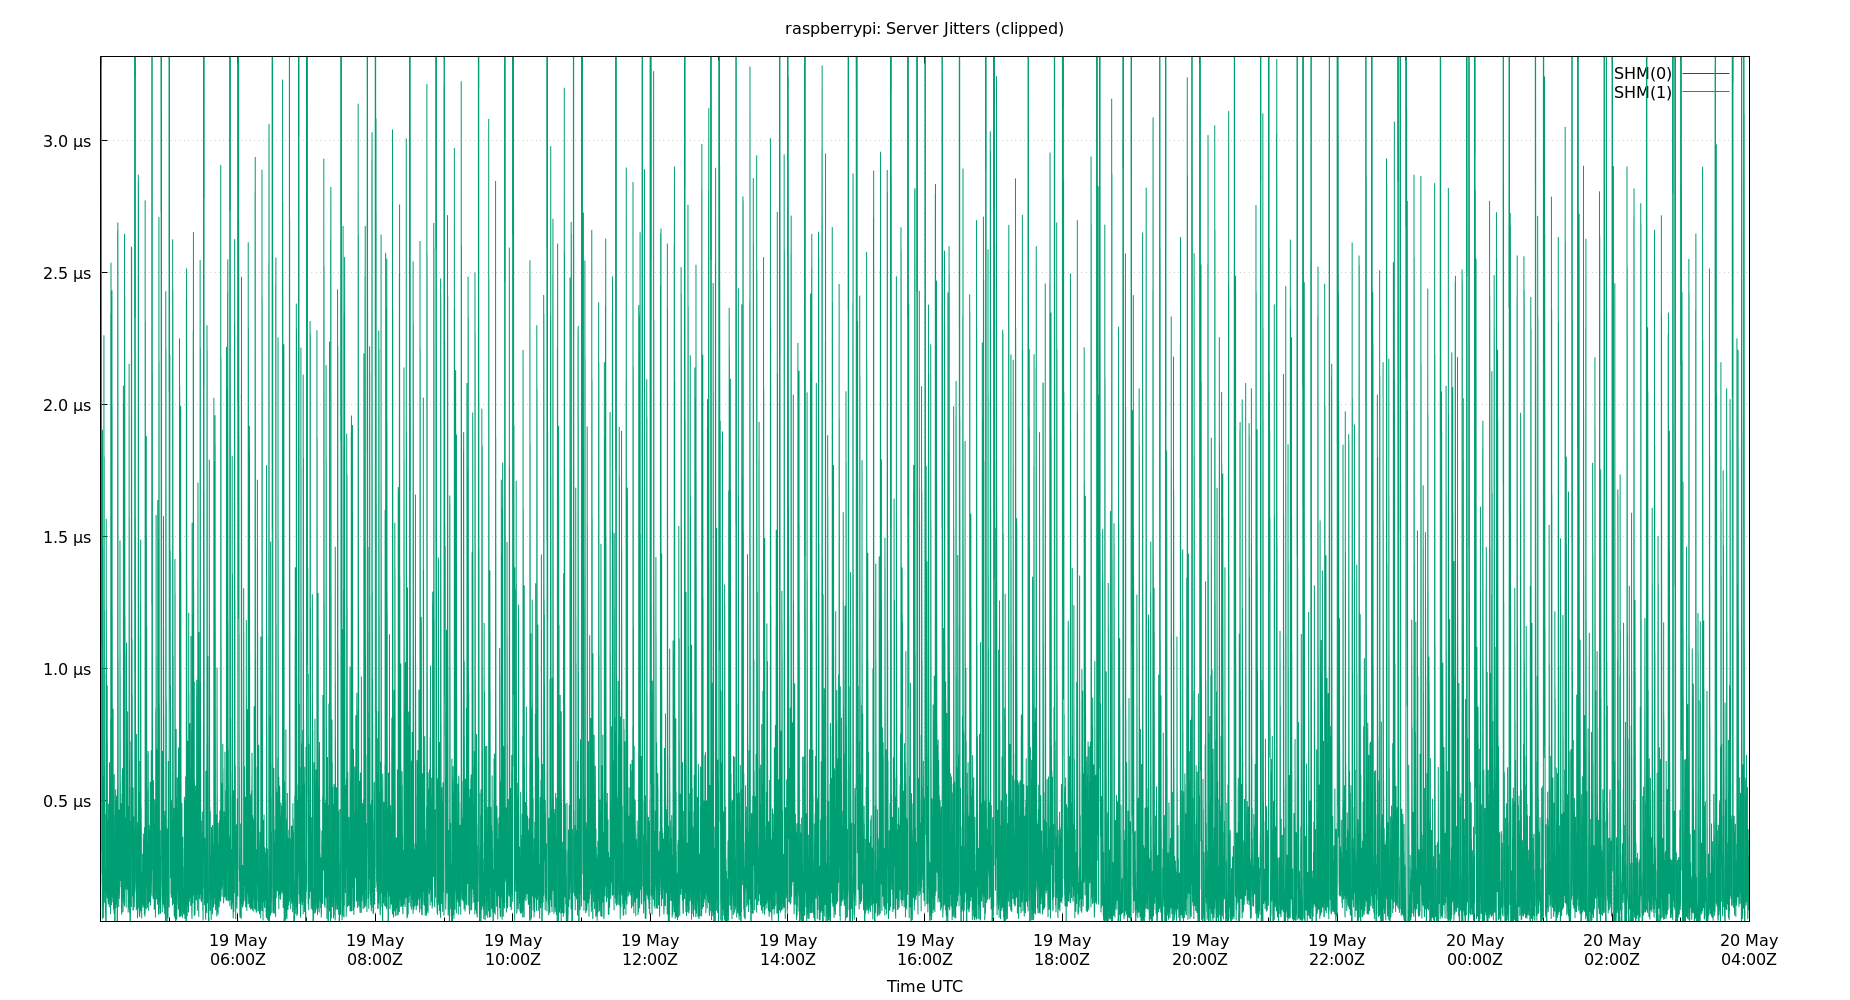 raspberrypi: Server Jitters (clipped)
SHM(0)
SHM(1)
3.0 µs
2.5 µs
2.0 µs
1.5 µs
1.0 µs
0.5 µs
19 May 19 May 19 May 19 May 19 May 19 May 19 May 19 May 19 May 20 May 20 May 20 May
06:00Z 08:00Z 10:00Z 12:00Z 14:00Z 16:00Z 18:00Z 20:00Z 22:00Z 00:00Z 02:00Z 04:00Z
Time UTC